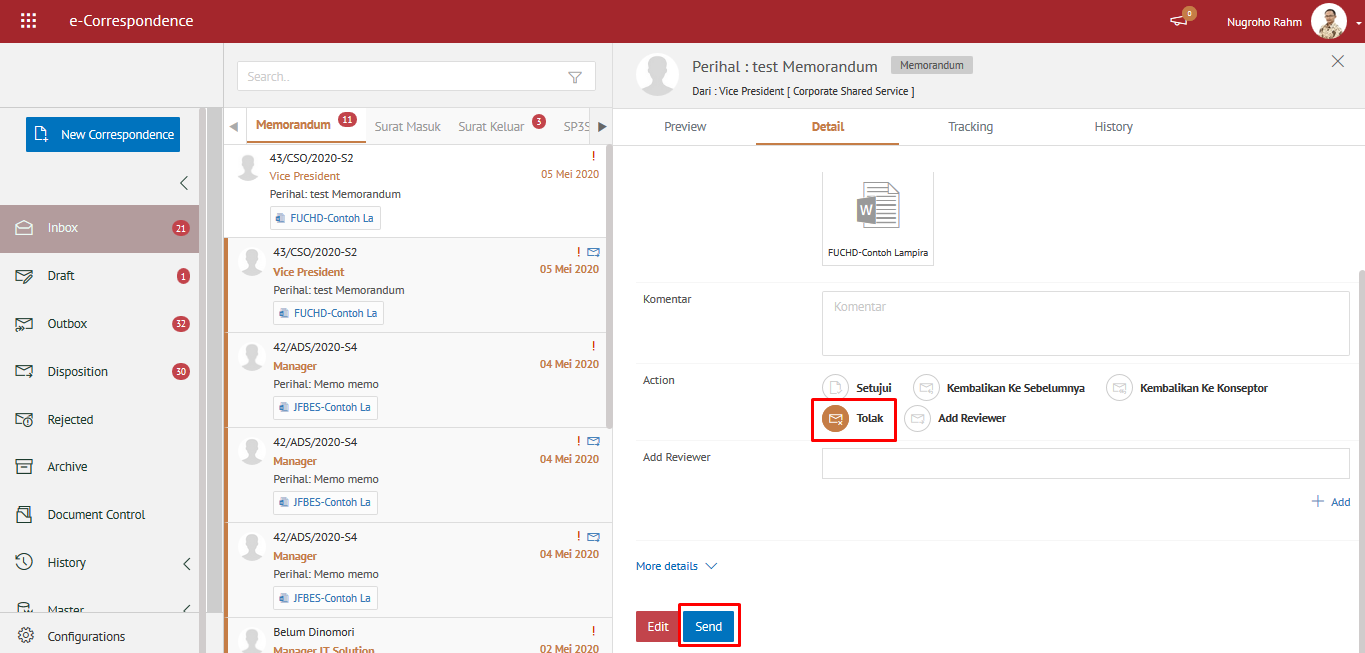 e-Correspondence
0
Nugroho Rahm
New Correspondence
Inbox 21
Draft 1
Outbox 32
Disposition 30
Rejected
Archive
Document Control
History
Master
Configurations
Search..
Memorandum 11 Surat Masuk Surat Keluar 3 SP3S
43/CSO/2020-S2 !
Vice President 05 Mei 2020
Perihal: test Memorandum
FUCHD-Contoh La
43/CSO/2020-S2 !
Vice President 05 Mei 2020
Perihal: test Memorandum
FUCHD-Contoh La
42/ADS/2020-S4 !
Manager 04 Mei 2020
Perihal: Memo memo
JFBES-Contoh La
42/ADS/2020-S4 !
Manager 04 Mei 2020
Perihal: Memo memo
JFBES-Contoh La
42/ADS/2020-S4 !
Manager 04 Mei 2020
Perihal: Memo memo
JFBES-Contoh La
Belum Dinomori !
Manager IT Solution 02 Mei 2020
Perihal : test Memorandum Memorandum
Dari : Vice President [ Corporate Shared Service ]
Preview Detail Tracking History
W
FUCHD-Contoh Lampira
Komentar Komentar
Action Setujui Kembalikan Ke Sebelumnya Kembalikan Ke Konseptor
Tolak Add Reviewer
Add Reviewer
+ Add
More details
Edit Send